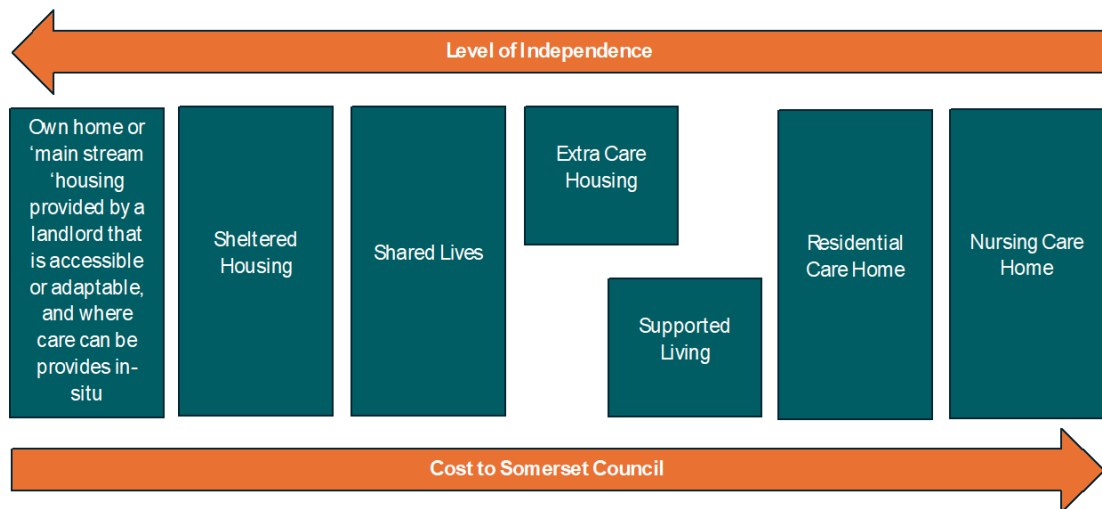 Level of Independence
Own home or
‘main stream
‘housing
provided by a
landlord that
is accessible
or adaptable,
and where
care can be
provides in-
situ
Sheltered
Housing
Shared Lives
Extra Care
Housing
Supported
Living
Residential
Care Home
Nursing Care
Home
Cost to Somerset Council